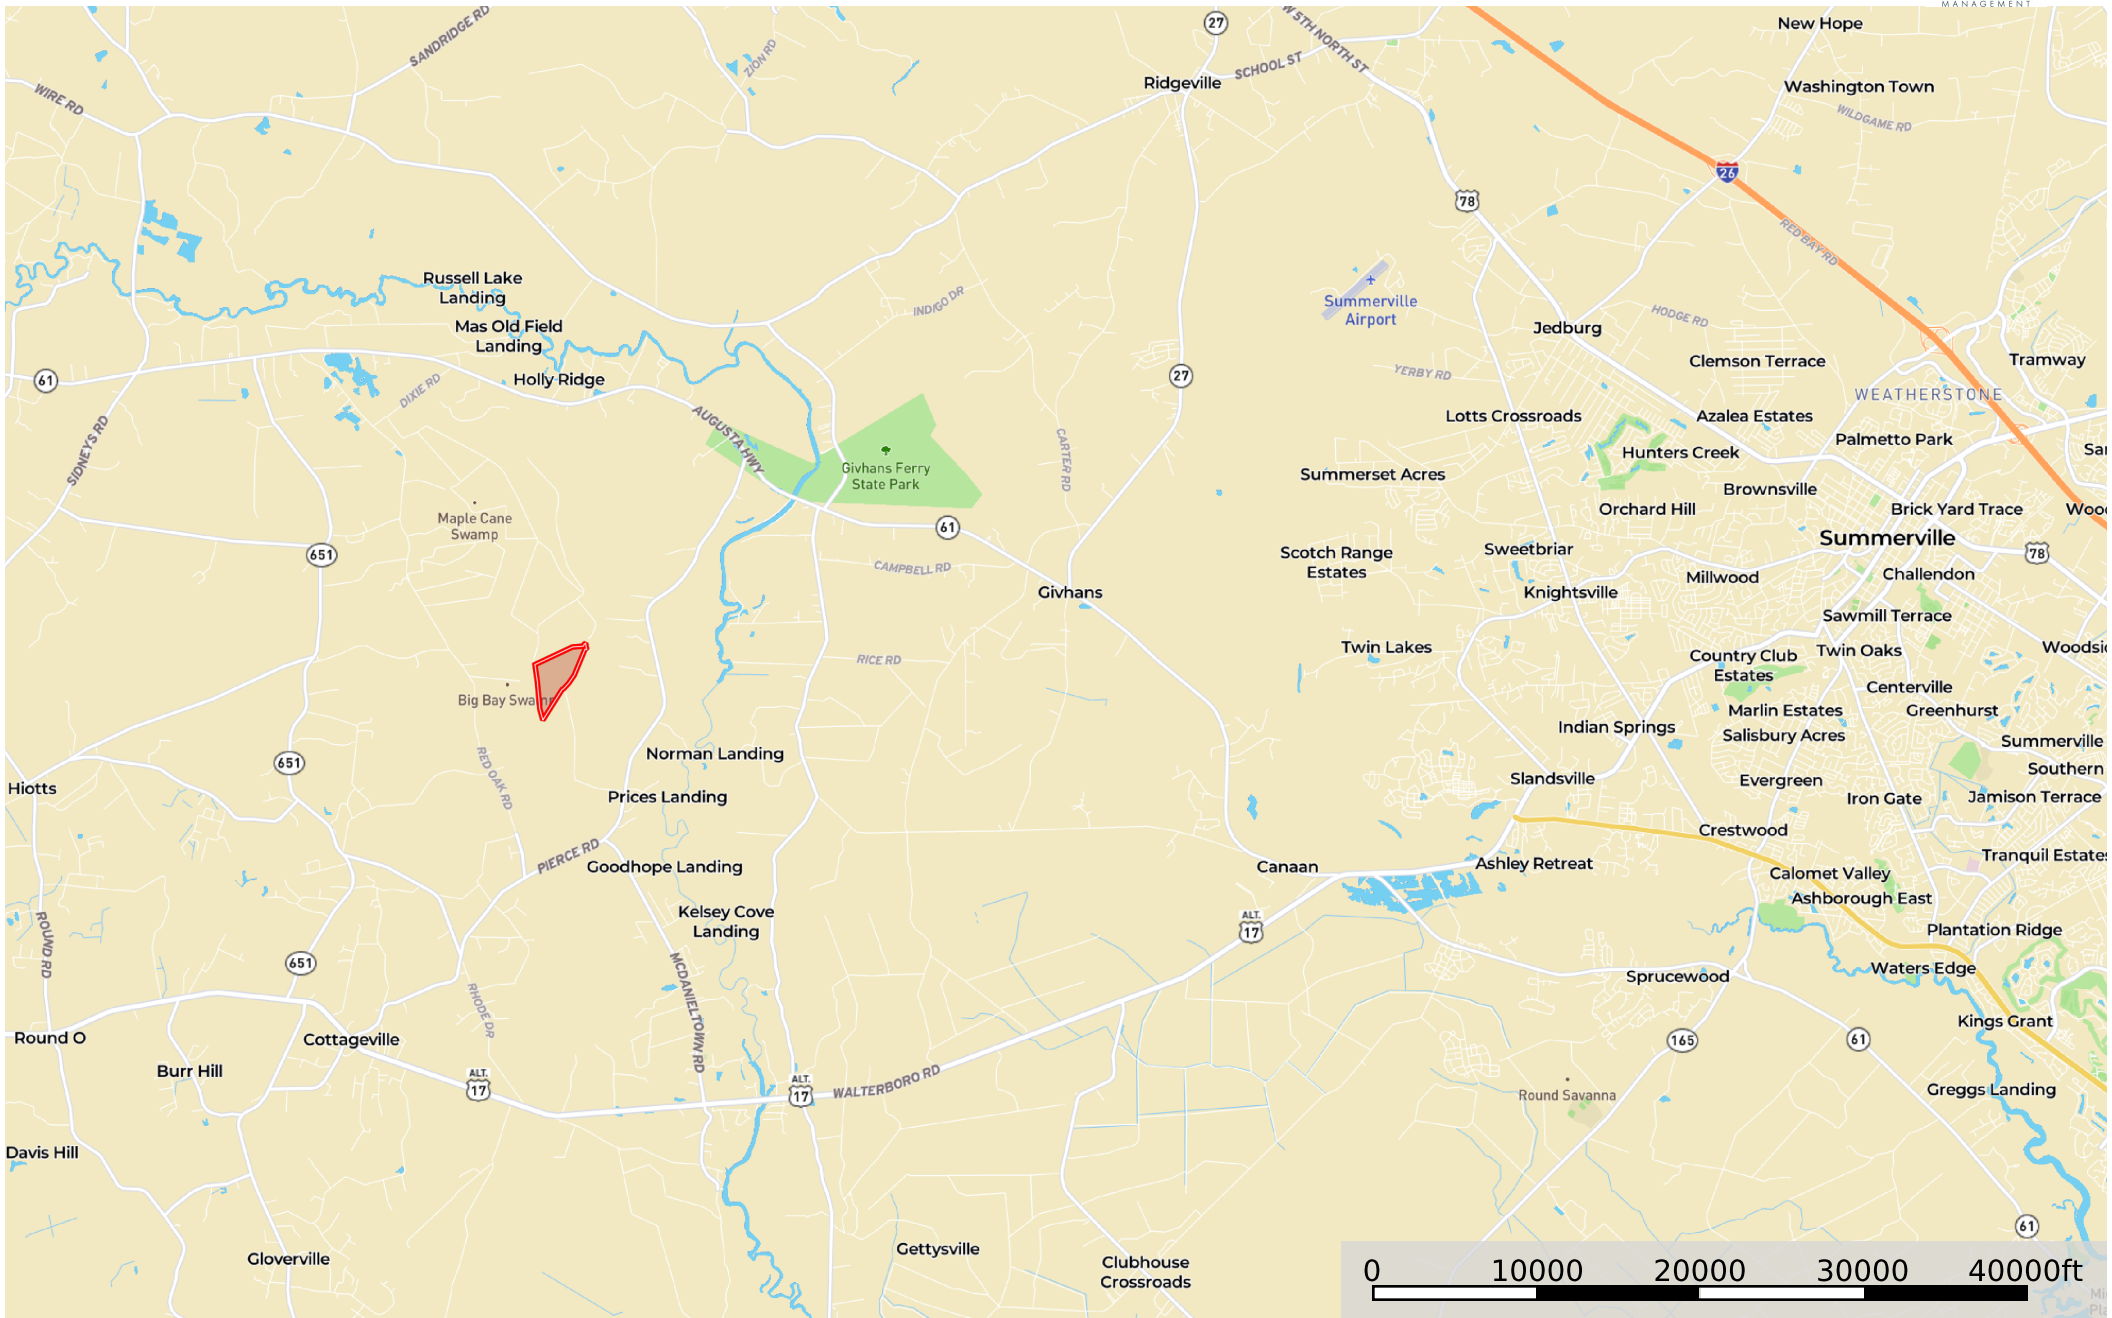 MANAGEMENT
SANDRIDGE RD
ZION RD
27
W 5TH NORTH ST
SCHOOL ST
New Hope
Ridgeville
Washington Town
WIRE RD
WILDGAME RD
26
78
RED BAY RD
Russell Lake
Landing
Mas Old Field
Landing
INDIGO DR
Summerville
Airport
HODGE RD
Jedburg
Clemson Terrace
Tramway
61
DIXIE RD
Holly Ridge
27
YERBY RD
WEATHERSTONE
AUGUSTA HWY
Lotts Crossroads
Azalea Estates
SIDNEYS RD
CARTER RD
Palmetto Park
Hunters Creek
Givhans Ferry
State Park
Summerset Acres
Brownsville
Maple Cane
Swamp
61
Orchard Hill
Brick Yard Trace
Summerville
651
Scotch Range
Estates
Sweetbriar
78
CAMPBELL RD
Givhans
Millwood
Challendon
Knightsville
Sawmill Terrace
Twin Lakes
RICE RD
Country Club
Estates
Twin Oaks
Centerville
Big Bay Swamp
Marlin Estates
Greenhurst
Indian Springs
Salisbury Acres
Summerville
RED OAK RD
Norman Landing
651
Slandsville
Southern
Hiotts
Evergreen
Prices Landing
Iron Gate
Jamison Terrace
Crestwood
PIERCE RD
Goodhope Landing
Canaan
Ashley Retreat
Tranquil Estates
Calomet Valley
Ashborough East
Kelsey Cove
Landing
ALT.
17
Plantation Ridge
ROUND RD
651
MCDANIELTOWN RD
Waters Edge
Sprucewood
RHODE DR
Round O
Cottageville
Kings Grant
165
61
Burr Hill
ALT.
17
ALT.
17
WALTERBORO RD
Round Savanna
Greggs Landing
Davis Hill
61
Gettysville
Gloverville
Clubhouse
Crossroads
0 10000 20000 30000 40000ft